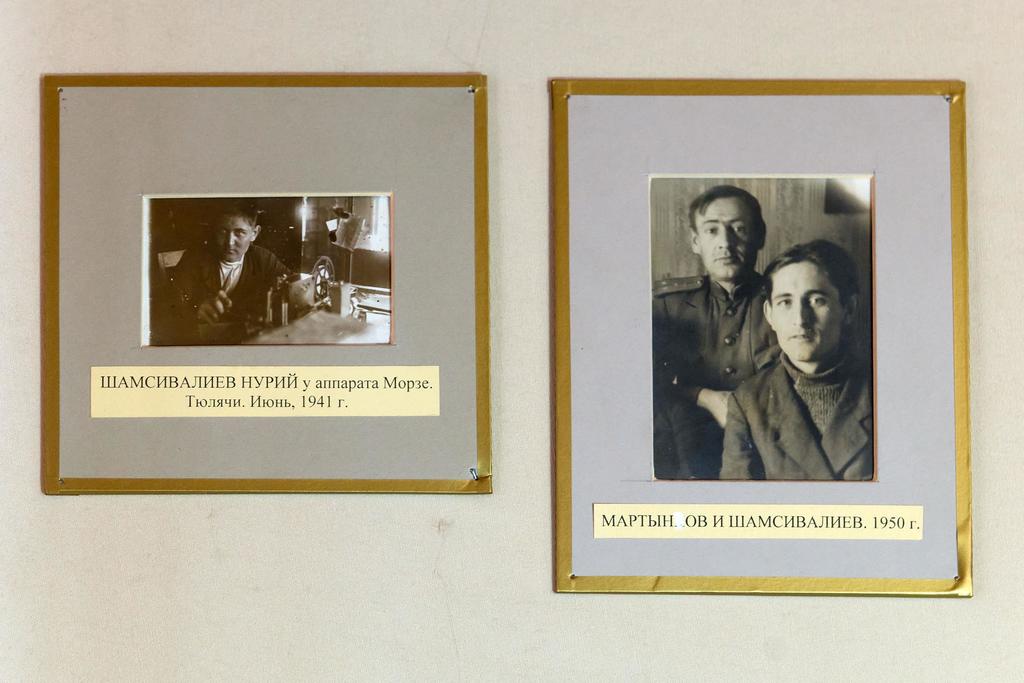 ШАМСИВАЛИЕВ НУРИЙ у аппарата Морзе.
Тюлячи. Июнь, 1941 г.
И ШАМСИВАЛИЕВ. 1950 г.